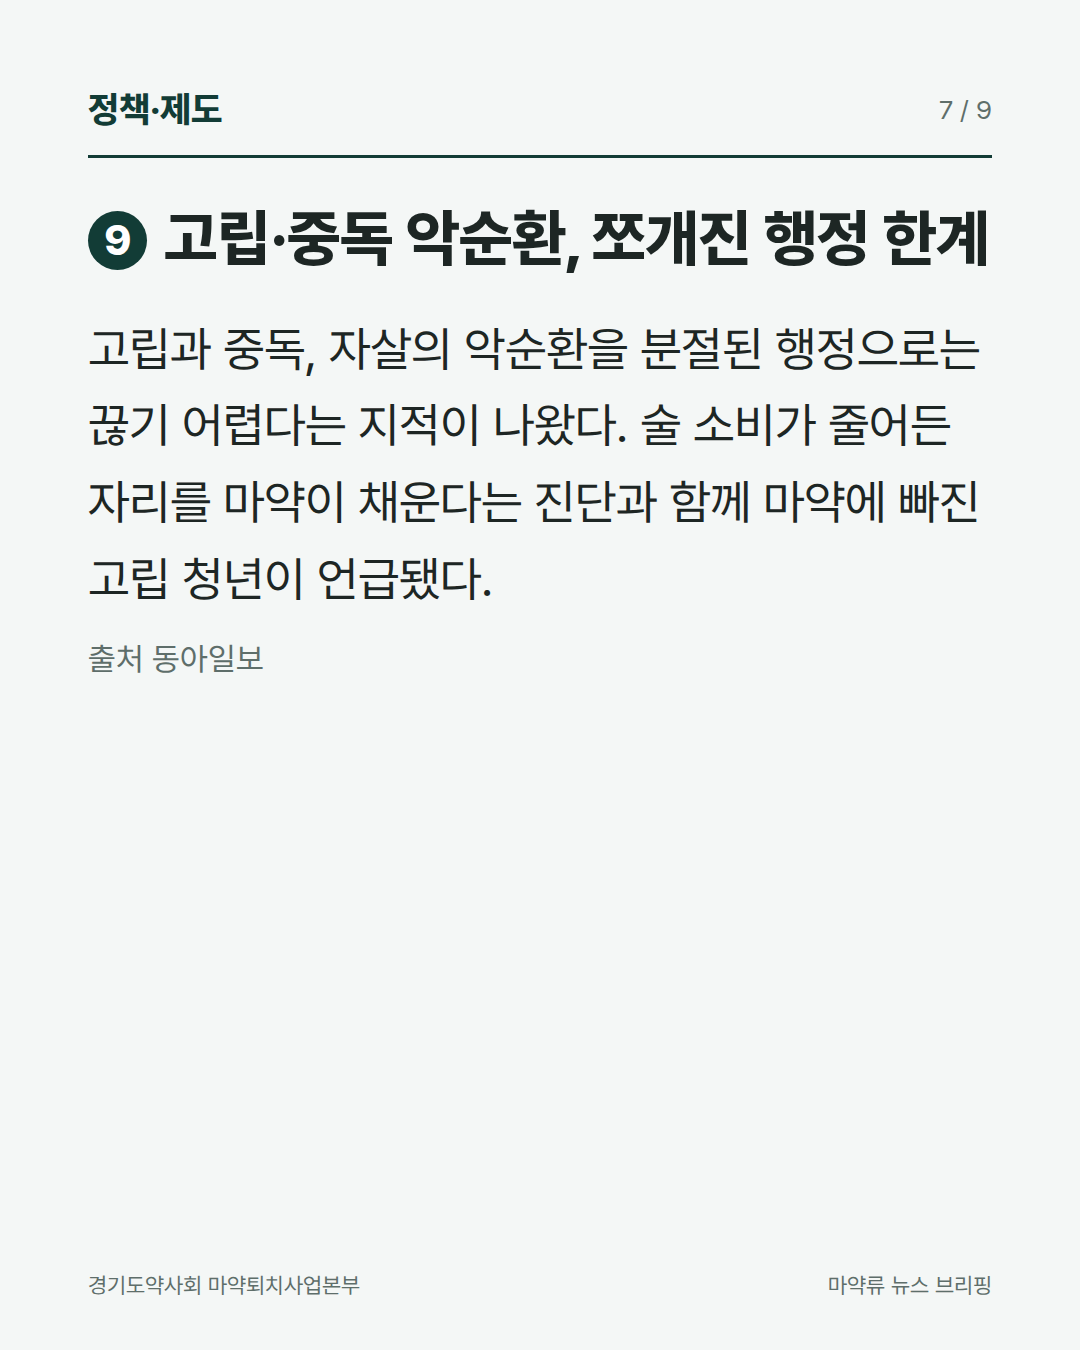 정책·제도
7 / 9
9 고립·중독 악순환, 쪼개진 행정 한계
고립과 중독, 자살의 악순환을 분절된 행정으로는
끊기 어렵다는 지적이 나왔다. 술 소비가 줄어든
자리를 마약이 채운다는 진단과 함께 마약에 빠진
고립 청년이 언급됐다.
출처 동아일보
경기도약사회 마약퇴치사업본부
마약류 뉴스 브리핑